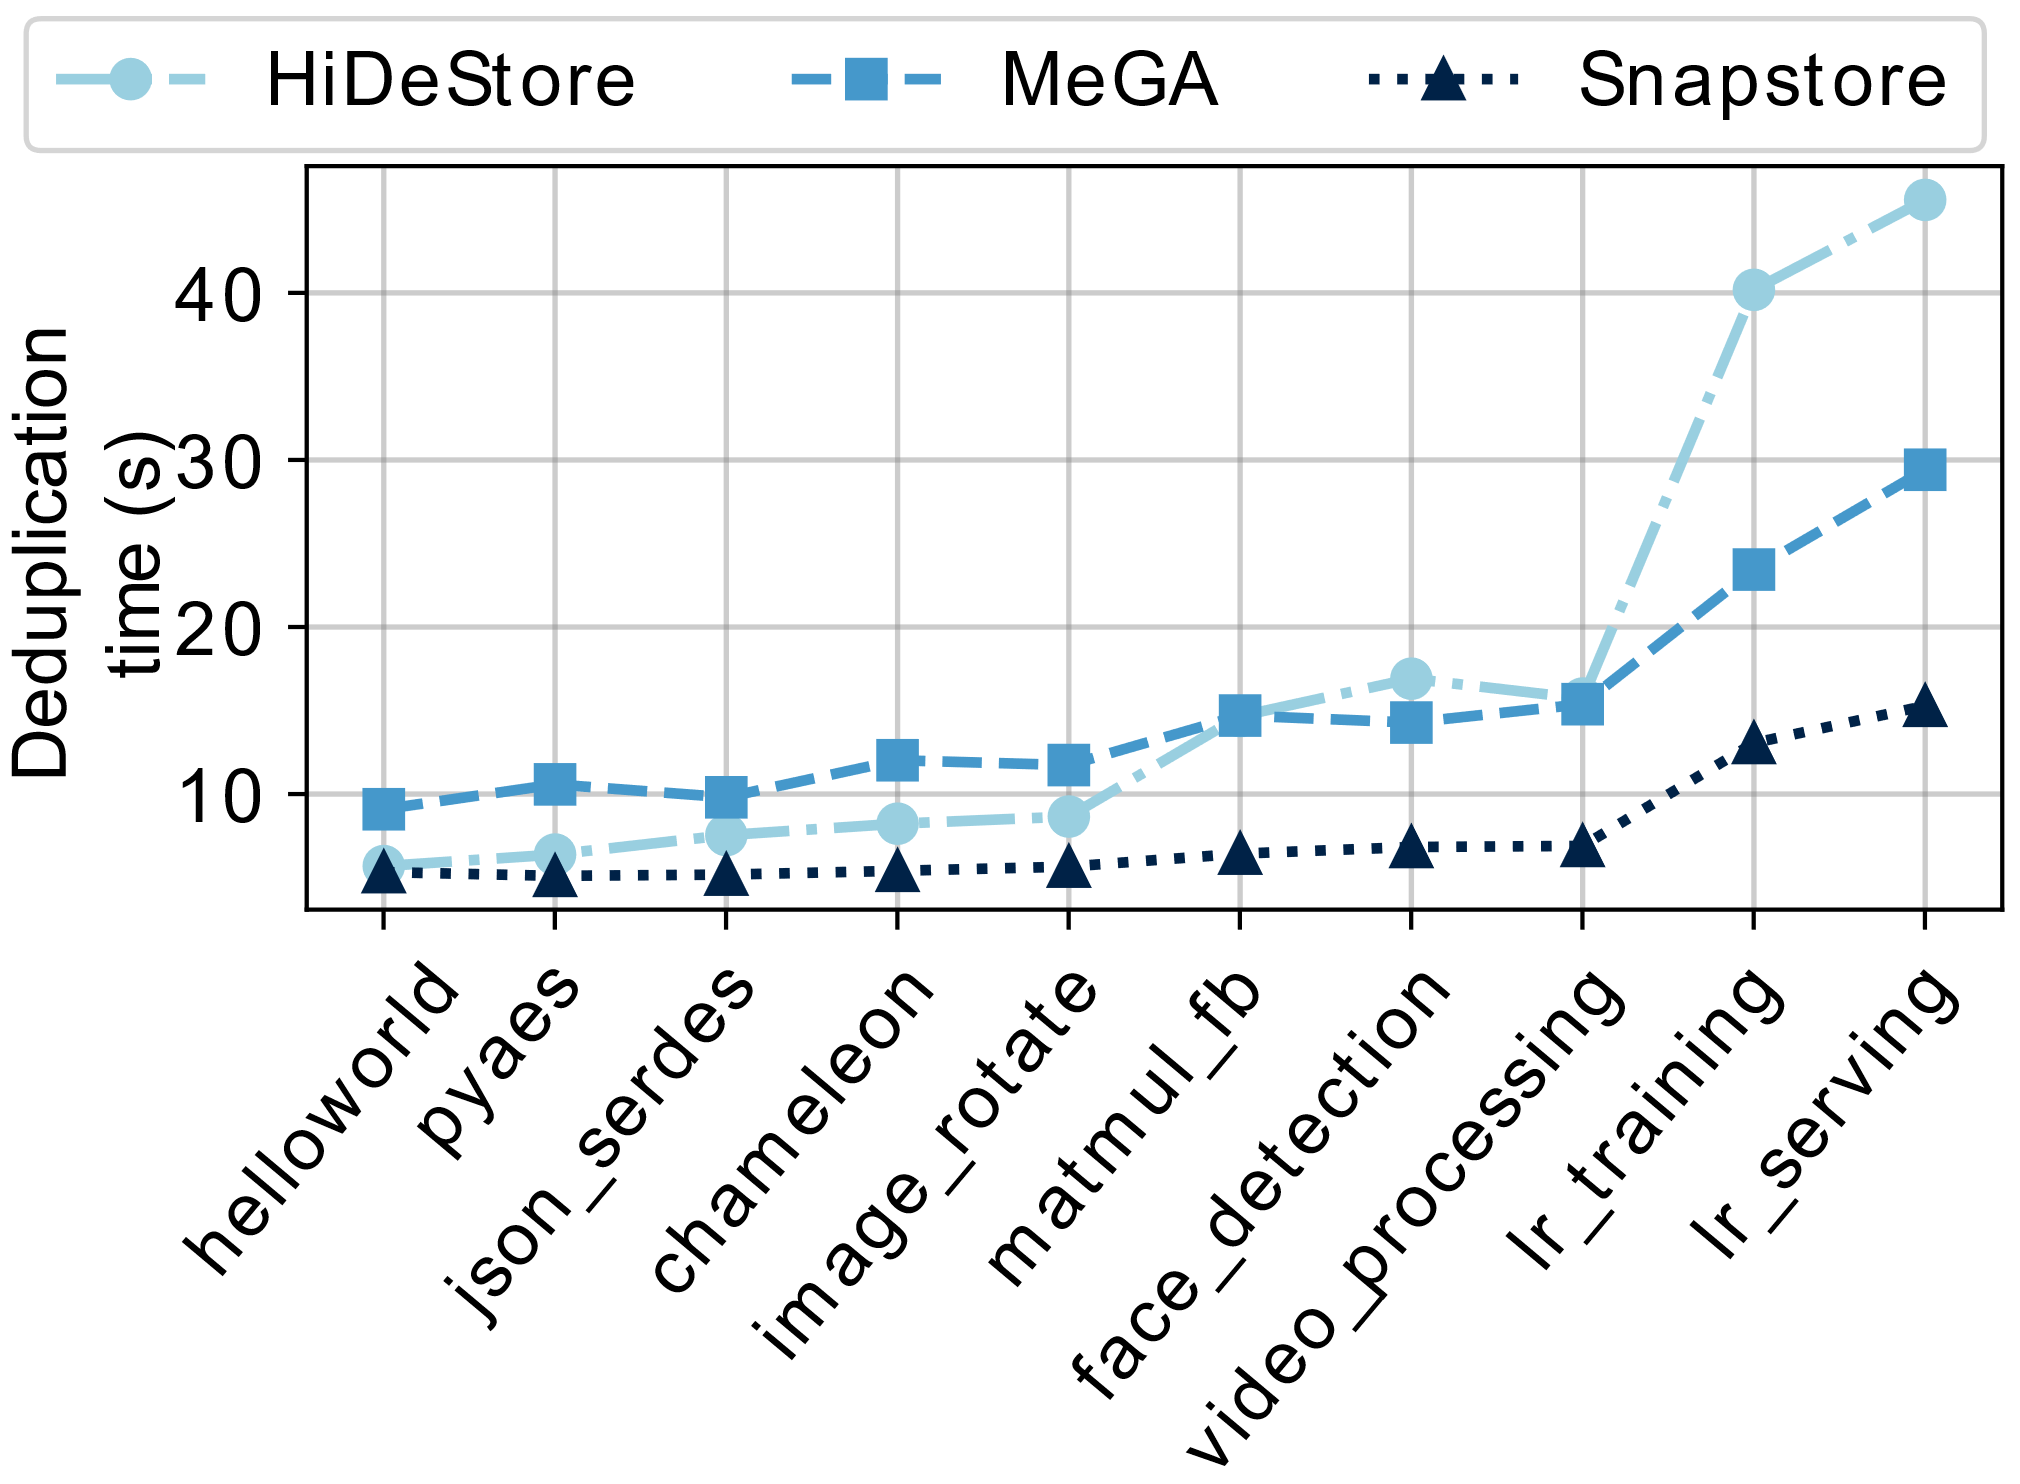 HiDeStore MeGA Snapstore
Deduplication
time (s)
40
30
20
10
helloworld
pyaes
json_serdes
chameleon
image_rotate
matmul_fb
face_detection
video_processing
lr_training
lr_serving